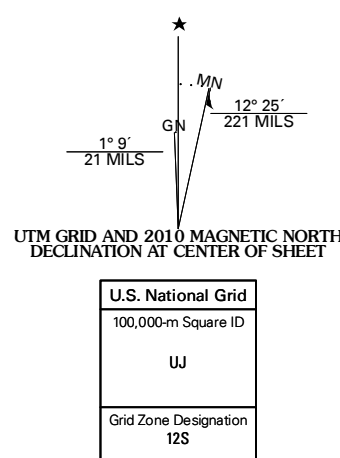 ★
MN
GN
12° 25´
221 MILS
1° 9´
21 MILS
UTM GRID AND 2010 MAGNETIC NORTH
DECLINATION AT CENTER OF SHEET
U.S. National Grid
100,000-m Square ID
UJ
Grid Zone Designation
12S